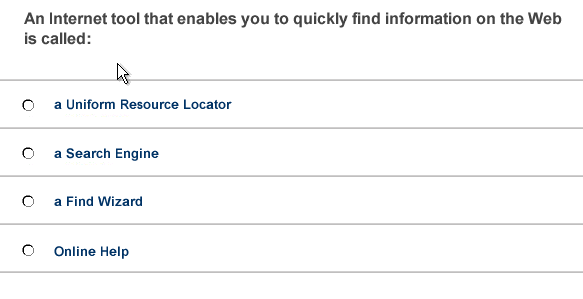 An Internet tool that enables you to quickly find information on the Web
is called:
a Uniform Resource Locator
a Search Engine
a Find Wizard
Online Help